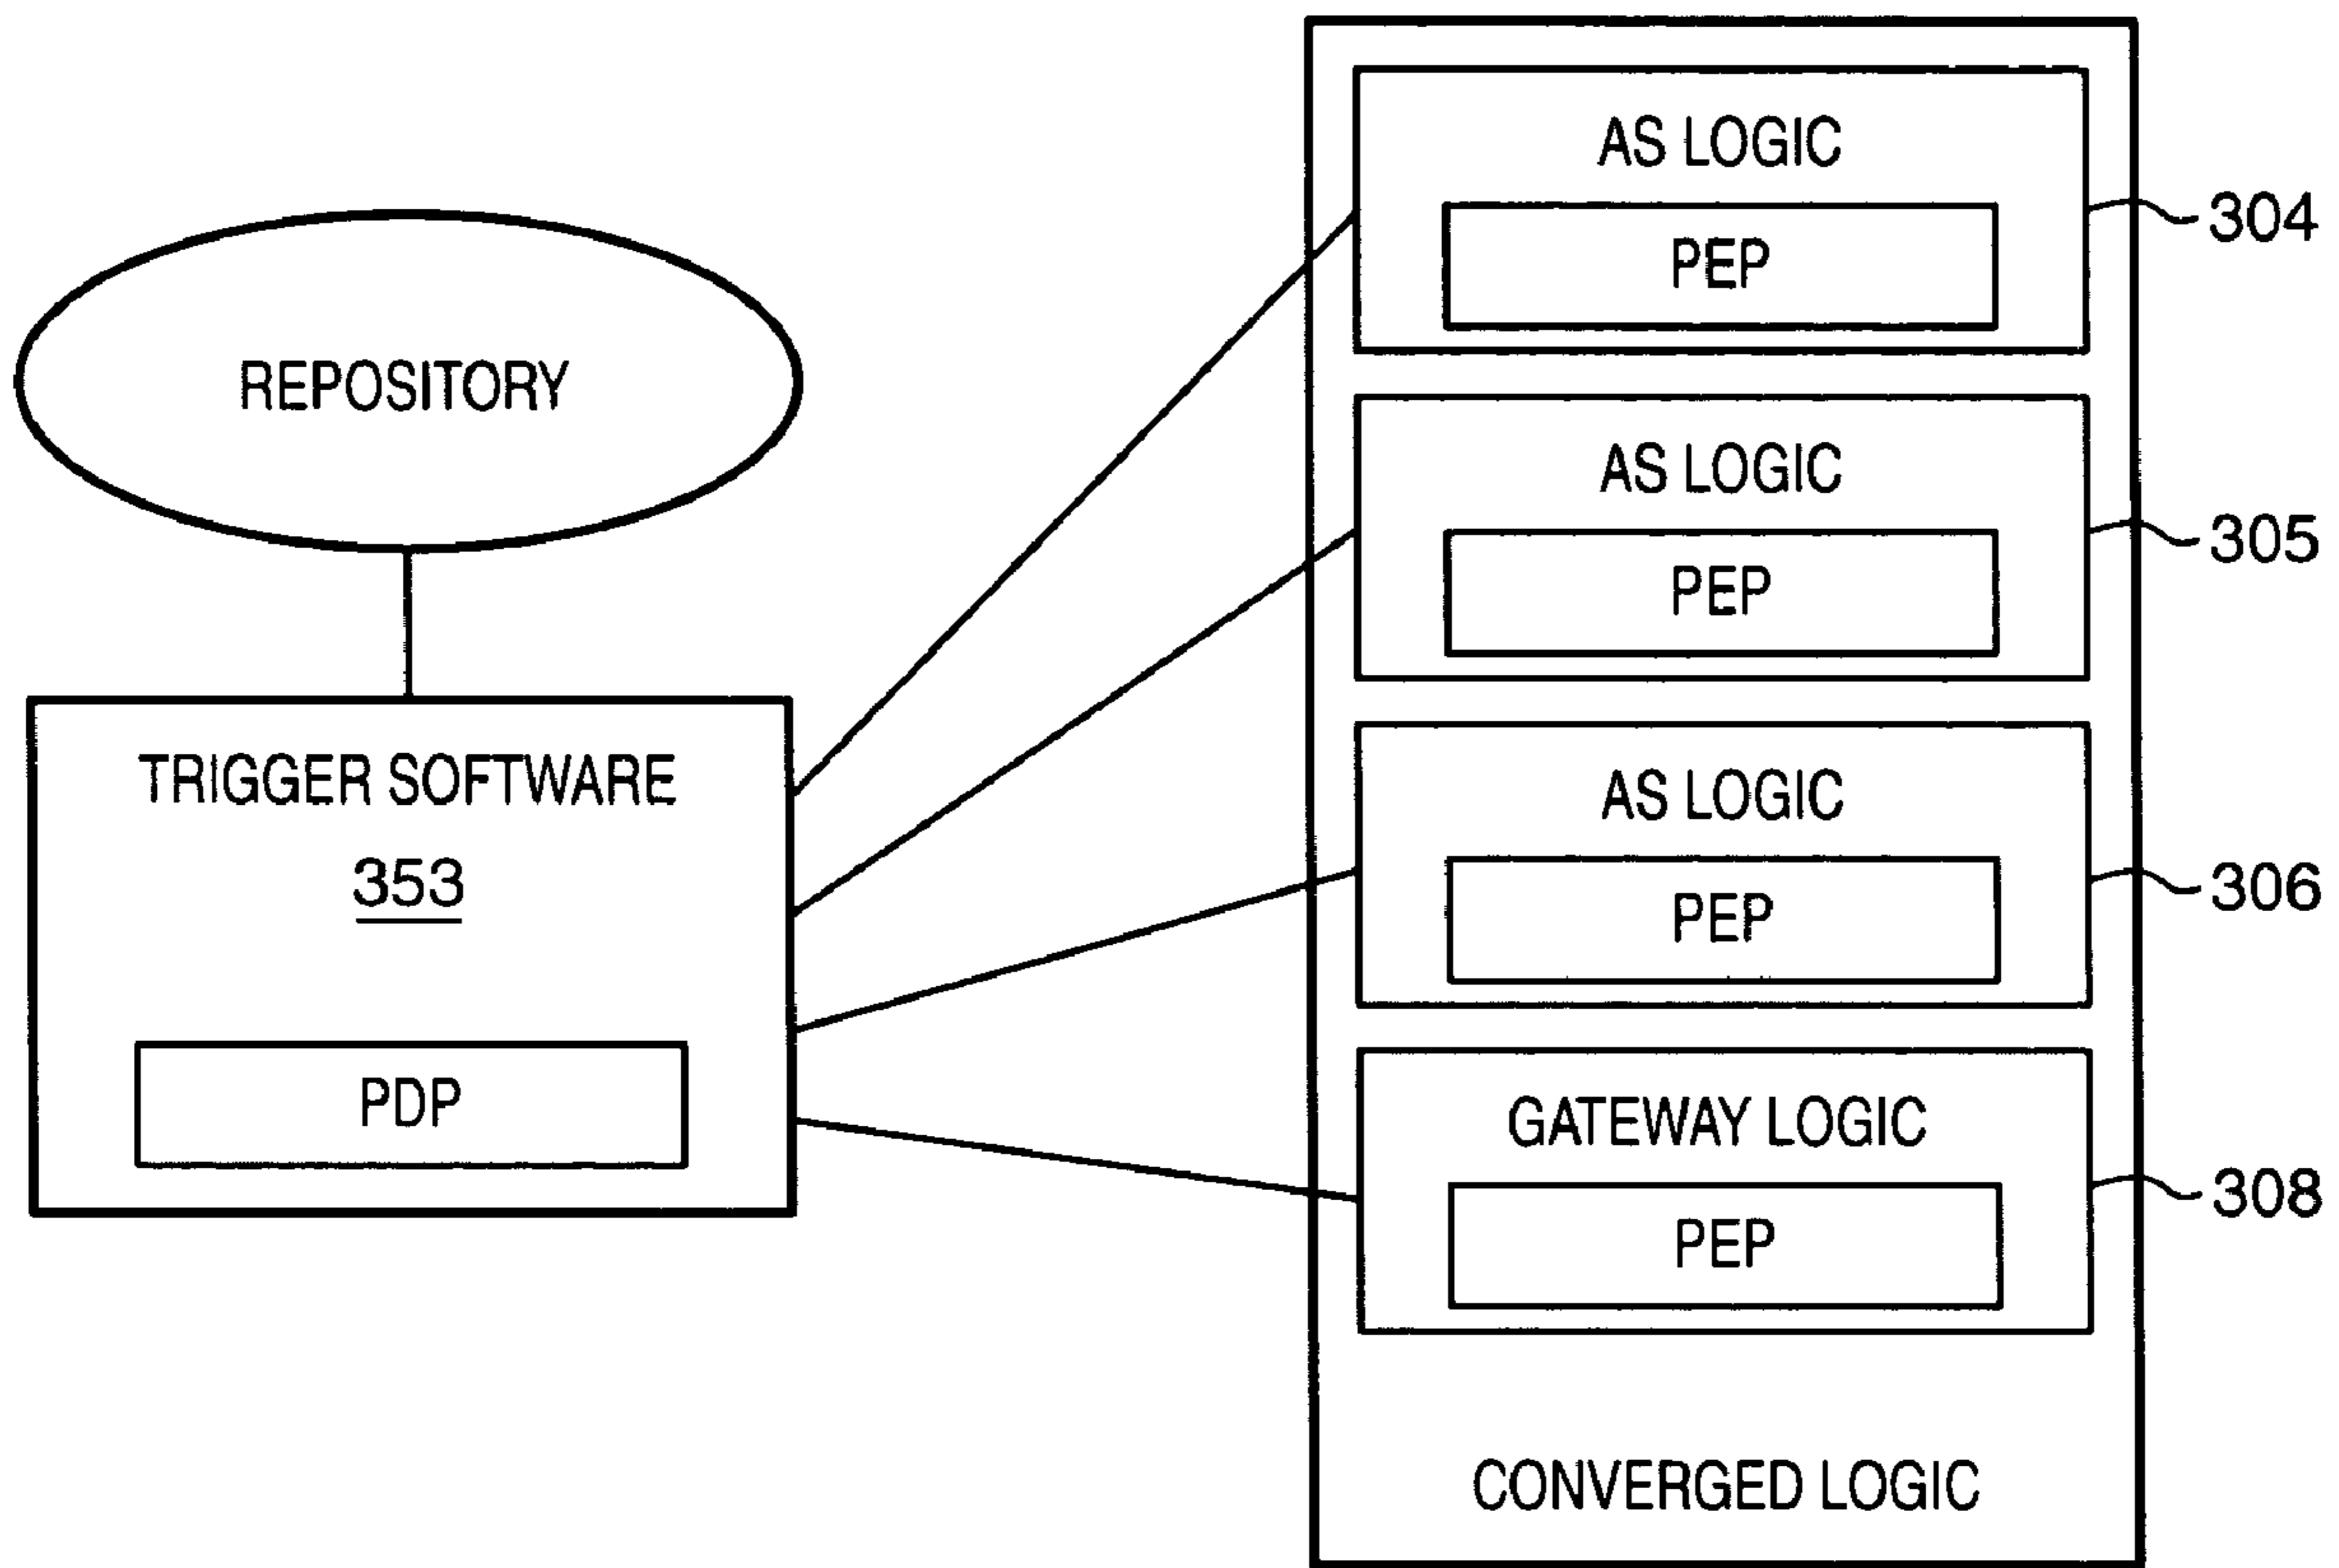 REPOSITORY
TRIGGER SOFTWARE
353
PDP
AS LOGIC
PEP
304
AS LOGIC
PEP
305
AS LOGIC
PEP
306
GATEWAY LOGIC
PEP
308
CONVERGED LOGIC